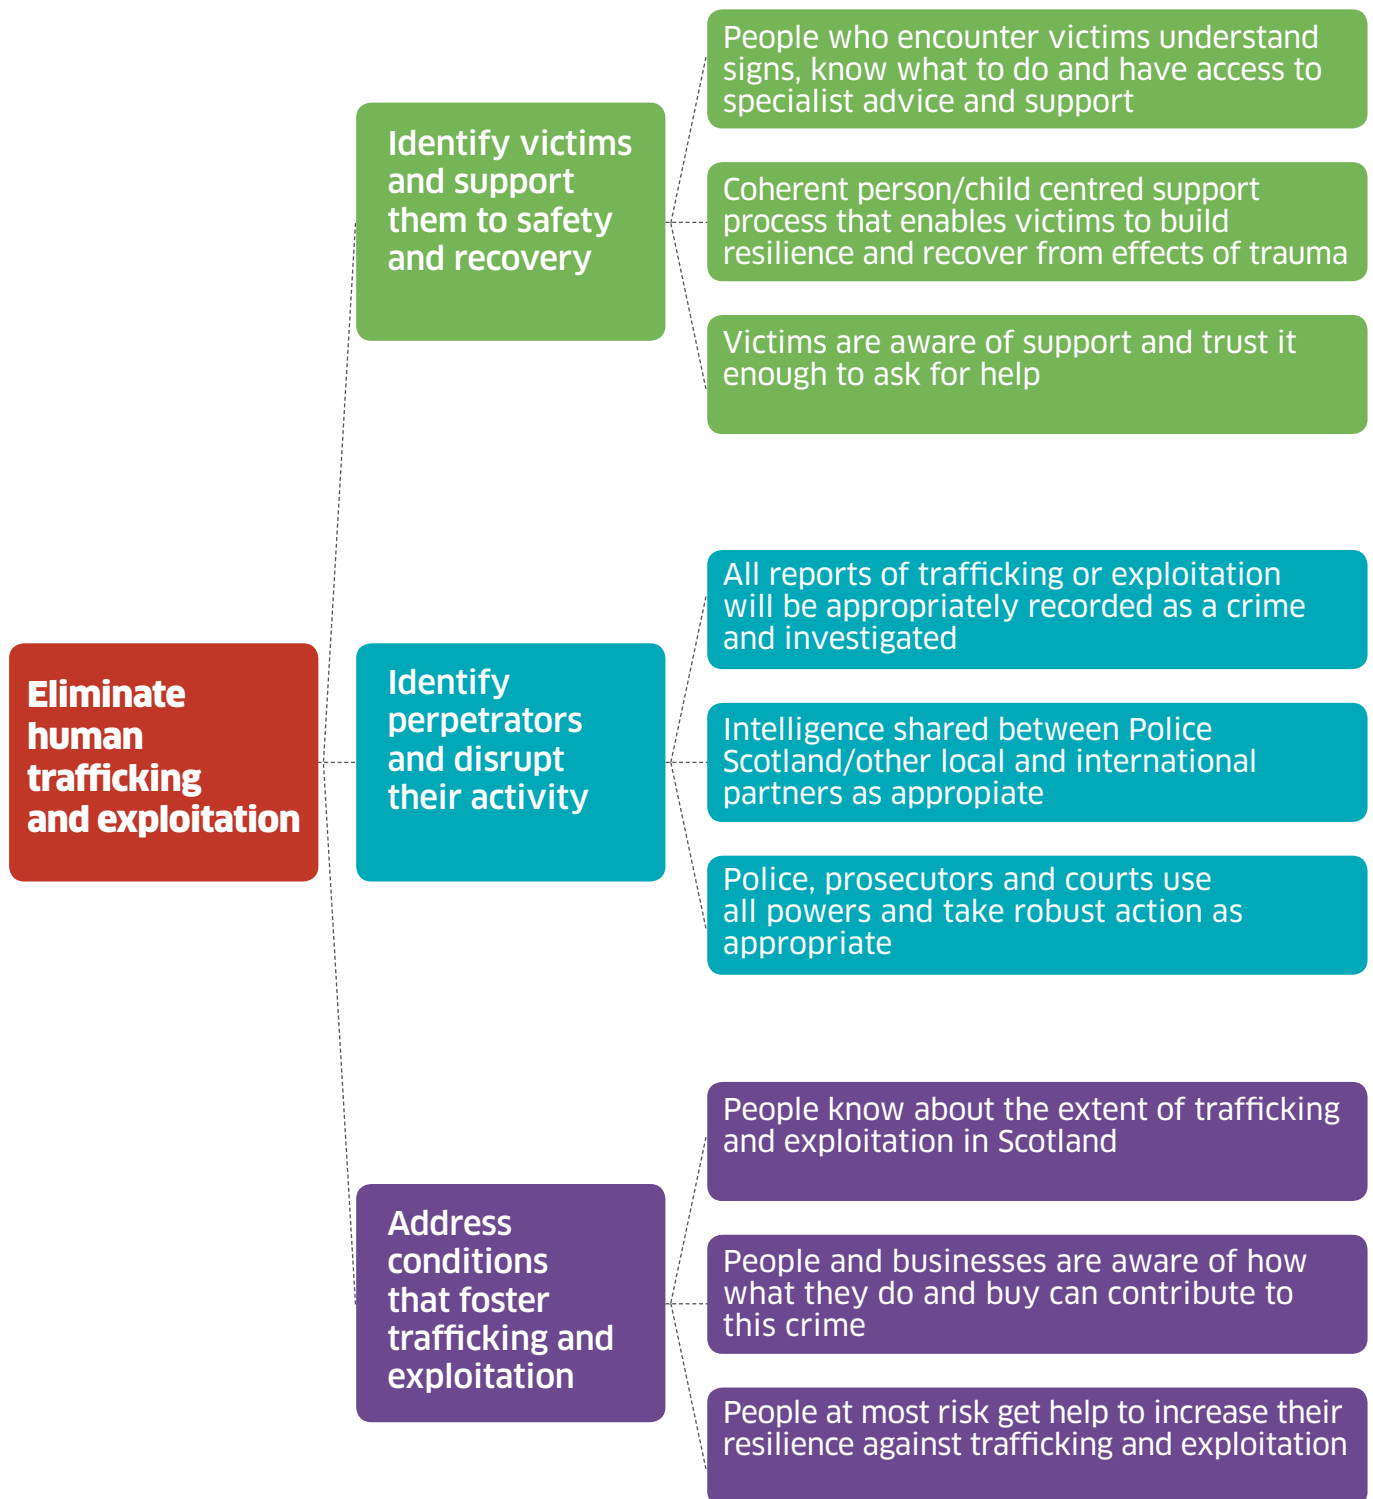 People who encounter victims understand
signs, know what to do and have access to
specialist advice and support
Identify victims
and support
them to safety
and recovery
Coherent person/child centred support
process that enables victims to build
resilience and recover from effects of trauma
Victims are aware of support and trust it
enough to ask for help
All reports of trafficking or exploitation
will be appropriately recorded as a crime
and investigated
Eliminate
human
trafficking
and exploitation
Identify
perpetrators
and disrupt
their activity
Intelligence shared between Police
Scotland/other local and international
partners as appropiate
Police, prosecutors and courts use
all powers and take robust action as
appropriate
People know about the extent of trafficking
and exploitation in Scotland
Address
conditions
that foster
trafficking and
exploitation
People and businesses are aware of how
what they do and buy can contribute to
this crime
People at most risk get help to increase their
resilience against trafficking and exploitation